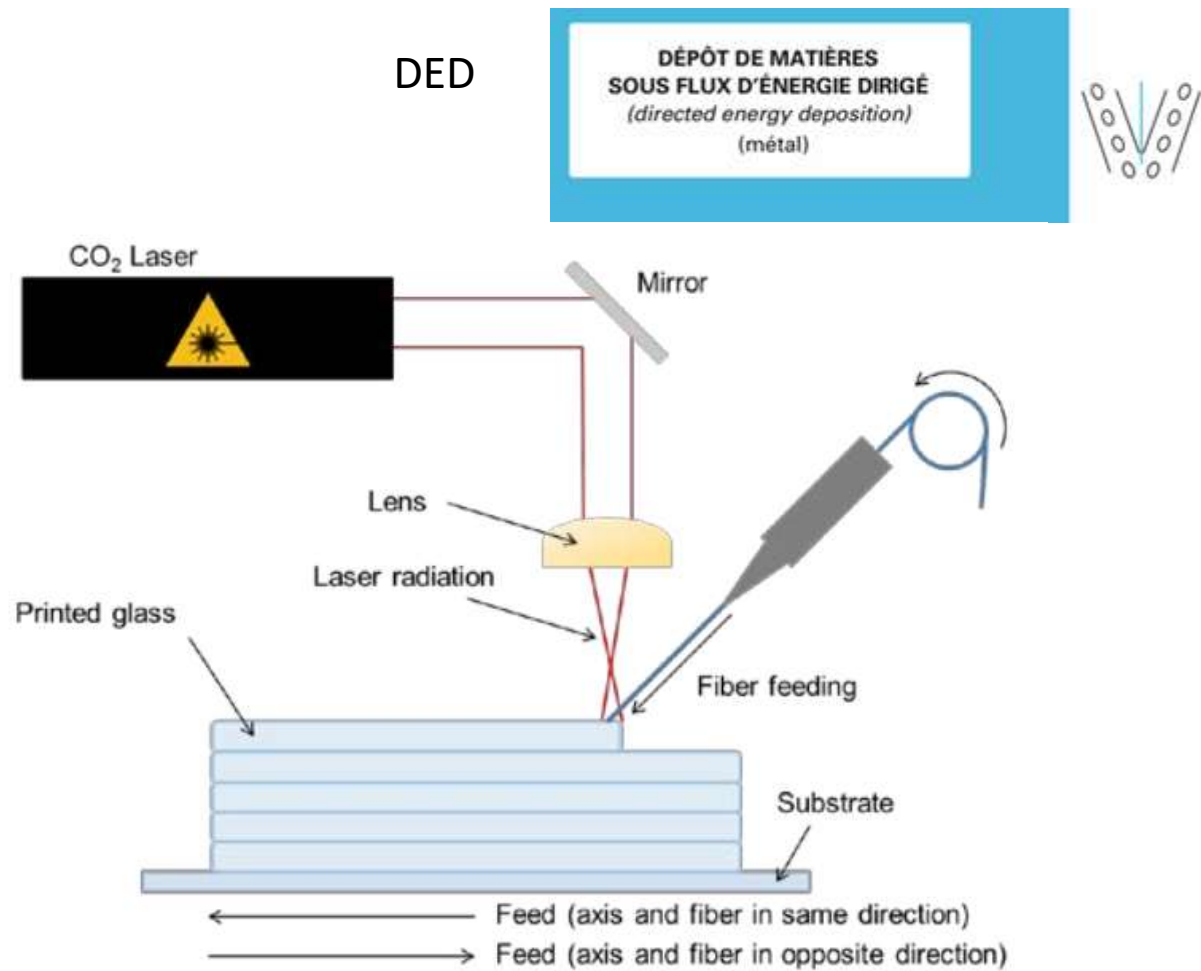 DED
DÉPÔT DE MATIÈRES
SOUS FLUX D'ÉNERGIE DIRIGÉ
(directed energy deposition)
(métal)
CO₂ Laser
Mirror
Lens
Laser radiation
Printed glass
Fiber feeding
Substrate
Feed (axis and fiber in same direction)
Feed (axis and fiber in opposite direction)